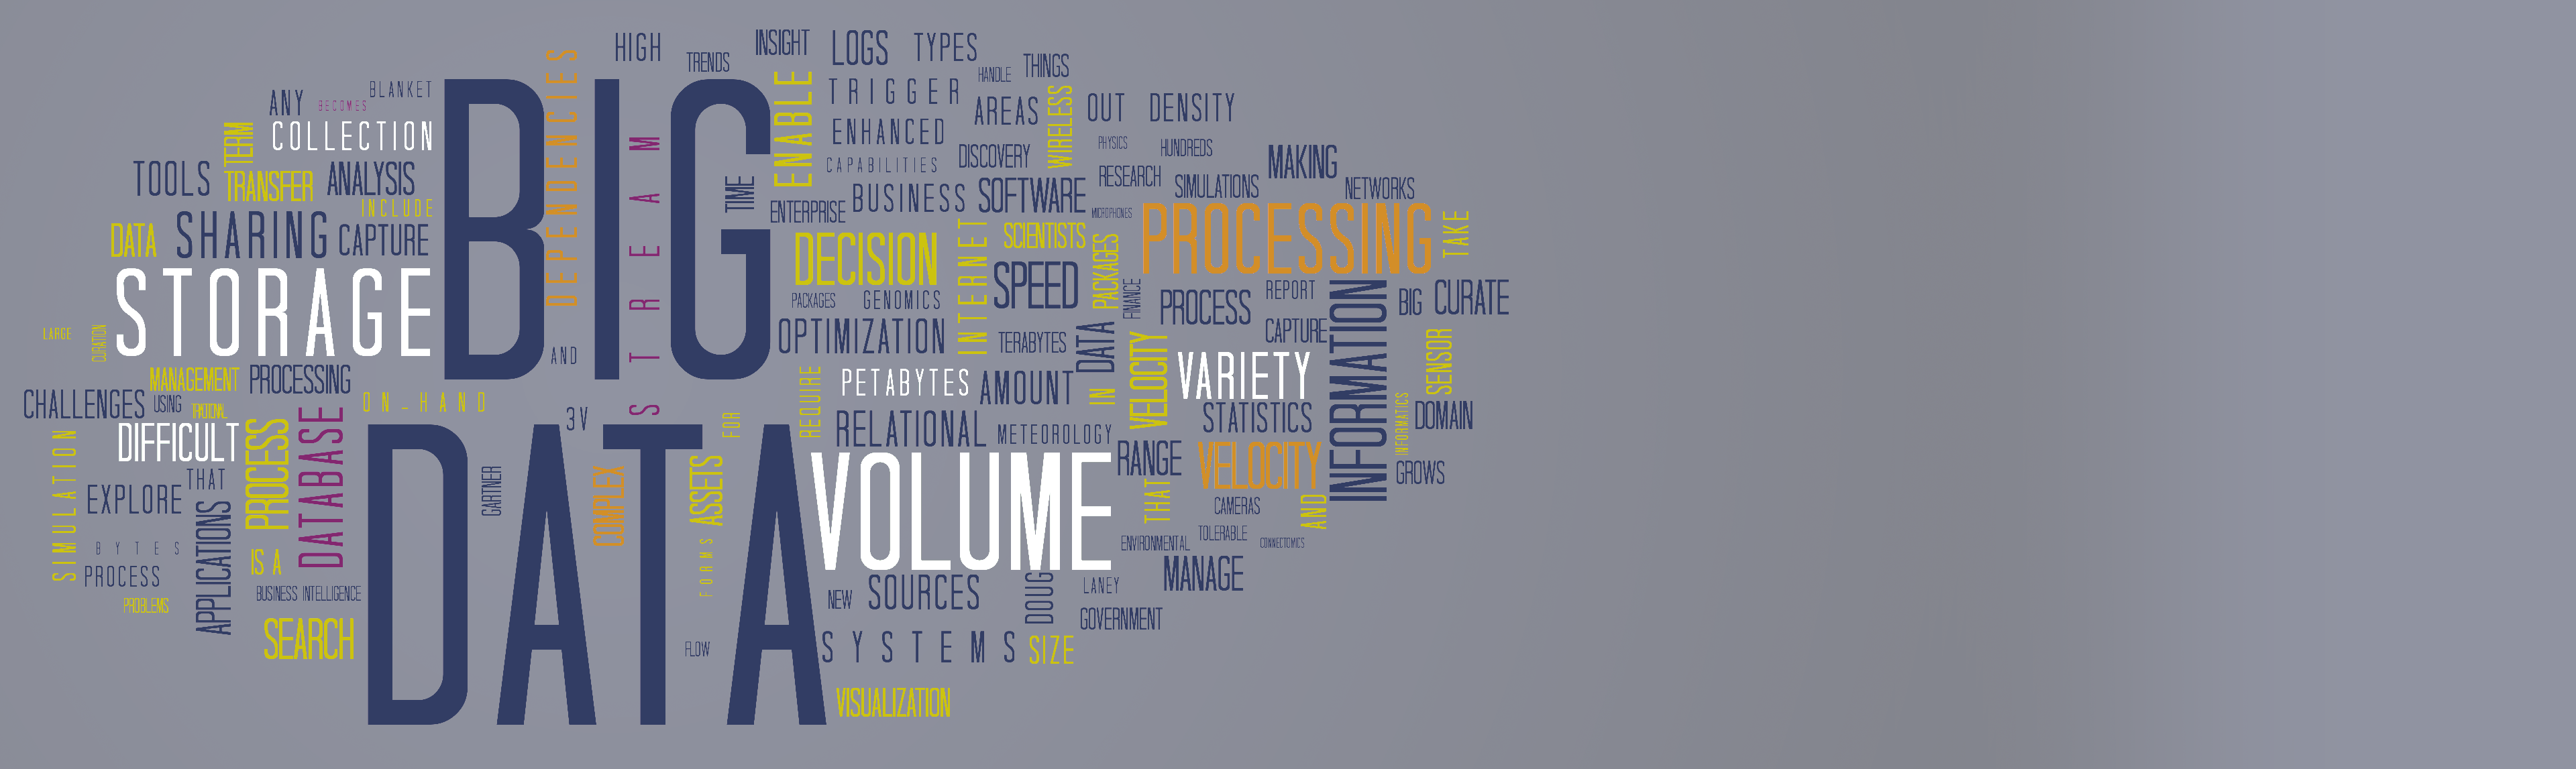 BIG
DATA
VOLUME
STORAGE
PROCESSING
INFORMATION
HIGH
TRENDS
INSIGHT
LOGS
TYPES
HANDLE
THINGS
BLANKET
ANY
BECOMES
COLLECTION
TERM
TOOLS
TRANSFER
ANALYSIS
INCLUDE
DATA
SHARING
CAPTURE
LARGE
CURATION
DEPENDENCIES
STREAM
TIME
AND
ENABLE
TRIGGER
ENHANCED
CAPABILITIES
AREAS
WIRELESS
OUT
DENSITY
DISCOVERY
PHYSICS
HUNDREDS
MAKING
RESEARCH
SIMULATIONS
NETWORKS
ENTERPRISE
BUSINESS
SOFTWARE
MICROPHONES
TAKE
DECISION
INTERNET
SCIENTISTS
PACKAGES
SPEED
PACKAGES
GENOMICS
FINANCE
PROCESS
REPORT
BIG
CURATE
OPTIMIZATION
TERABYTES
DATA
CAPTURE
VELOCITY
VARIETY
SENSOR
MANAGEMENT
PROCESSING
CHALLENGES
USING
ON-HAND
3V
FOR
REQUIRE
PETABYTES
AMOUNT
IN
STATISTICS
INFORMATICS
DOMAIN
DIFFICULT
PROCESS
DATABASE
RELATIONAL
METEOROLOGY
RANGE
VELOCITY
GROWS
SIMULATION
EXPLORE
THAT
APPLICATIONS
GARTNER
COMPLEX
ASSETS
THAT
CAMERAS
AND
BYTES
IS A
FORMS
ENVIRONMENTAL
TOLERABLE
CONNECTOMICS
PROCESS
PROBLEMS
BUSINESS INTELLIGENCE
NEW
SOURCES
DOUG
LANEY
MANAGE
GOVERNMENT
SEARCH
FLOW
SYSTEMS
SIZE
VISUALIZATION